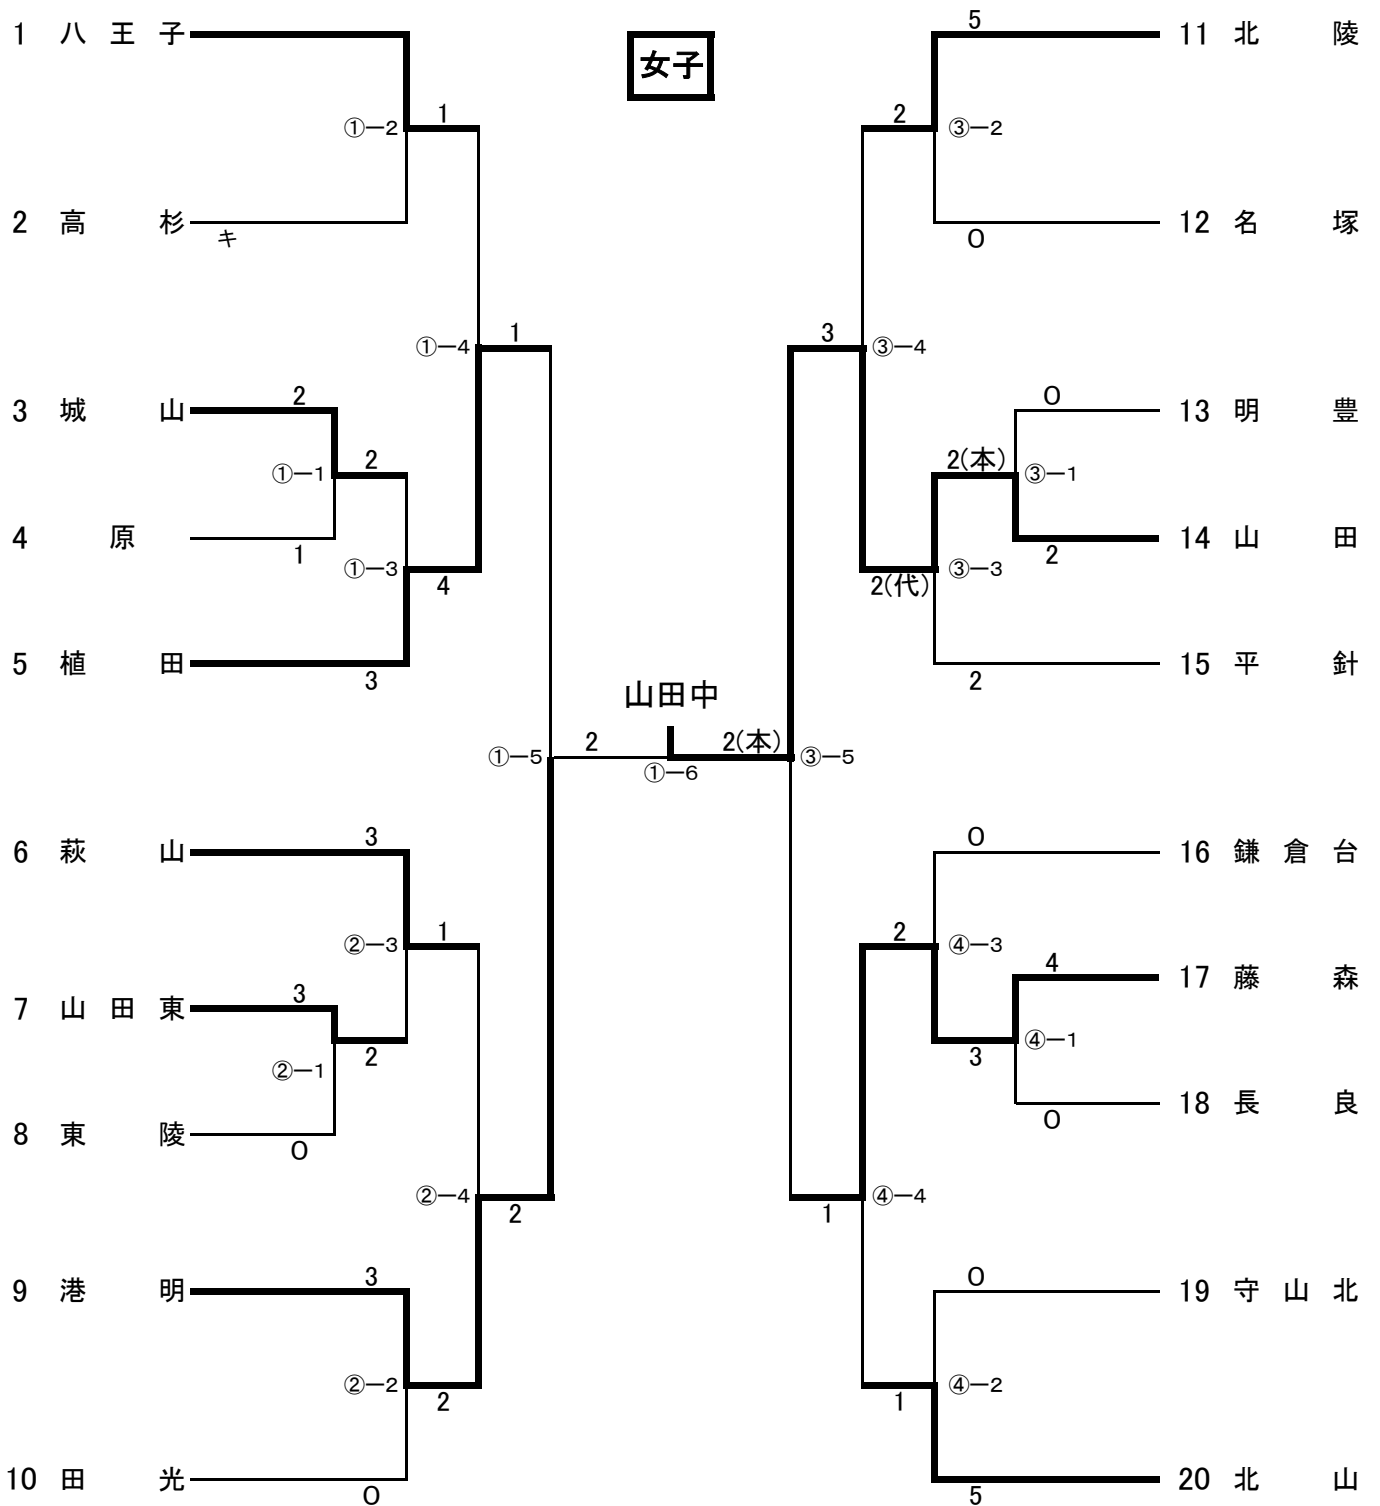 女子
1 八王子
①-2
1
2 高杉
キ
①-4
1
3 城山
2
①-1
2
4 原
1
①-3
4
5 植田
3
①-5
2
6 萩山
3
②-3
1
7 山田東
3
②-1
2
8 東陵
0
②-4
2
9 港明
3
②-2
2
10 田光
0
山田中
①-6
2(本)
5
11 北陵
2
③-2
12 名塚
0
3
③-4
0
13 明豊
2(本)
③-1
14 山田
2
2(代)
③-3
15 平針
2
③-5
0
16 鎌倉台
2
④-3
4
17 藤森
3
④-1
18 長良
0
1
④-4
0
19 守山北
1
④-2
20 北山
5